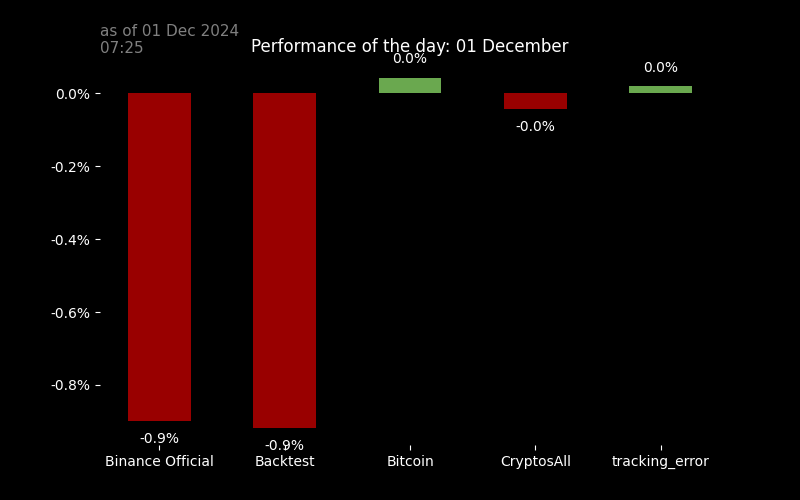 as of 01 Dec 2024
07:25
Performance of the day: 01 December
0.0%
0.0%
0.0%
-0.0%
-0.2%
-0.4%
-0.6%
-0.8%
-0.9%
-0.9%
Binance Official
Backtest
Bitcoin
CryptosAll
tracking_error